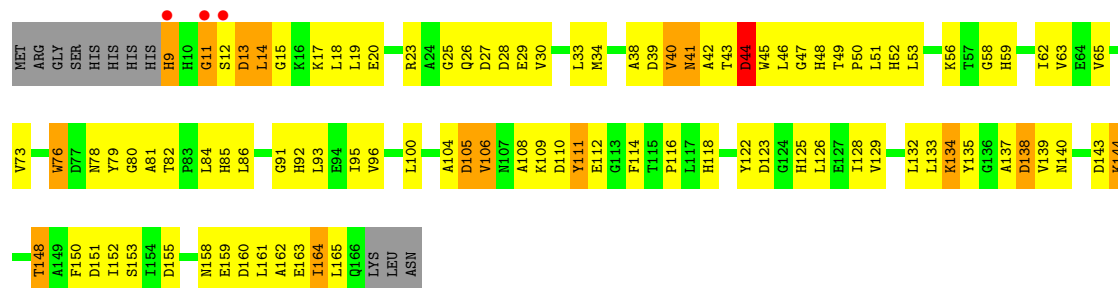 MET ARG GLY SER HIS HIS HIS HIS H9 H10 G11 S12 D13 L14 G15 K16 K17 L18 L19 E20 R23 A24 G25 Q26 D27 D28 E29 V30 L33 M34 A38 D39 V40 N41 A42 T43 D44 W45 L46 G47 H48 T49 P50 L51 H52 L53 K56 T57 G58 H59 I62 V63 E64 V65
V73 W76 D77 N78 Y79 G80 A81 T82 P83 L84 H85 L86 G91 H92 L93 E94 I95 V96 L100 A104 D105 V106 N107 A108 K109 D110 Y111 E112 G113 F114 T115 P116 L117 H118 Y122 D123 G124 H125 L126 E127 I128 V129 L132 L133 K134 Y135 G136 A137 D138 V139 N140 D143 K144
T148 A149 F150 D151 I152 S153 I154 D155 N158 E159 D160 L161 A162 E163 I164 L165 Q166 LYS LEU ASN